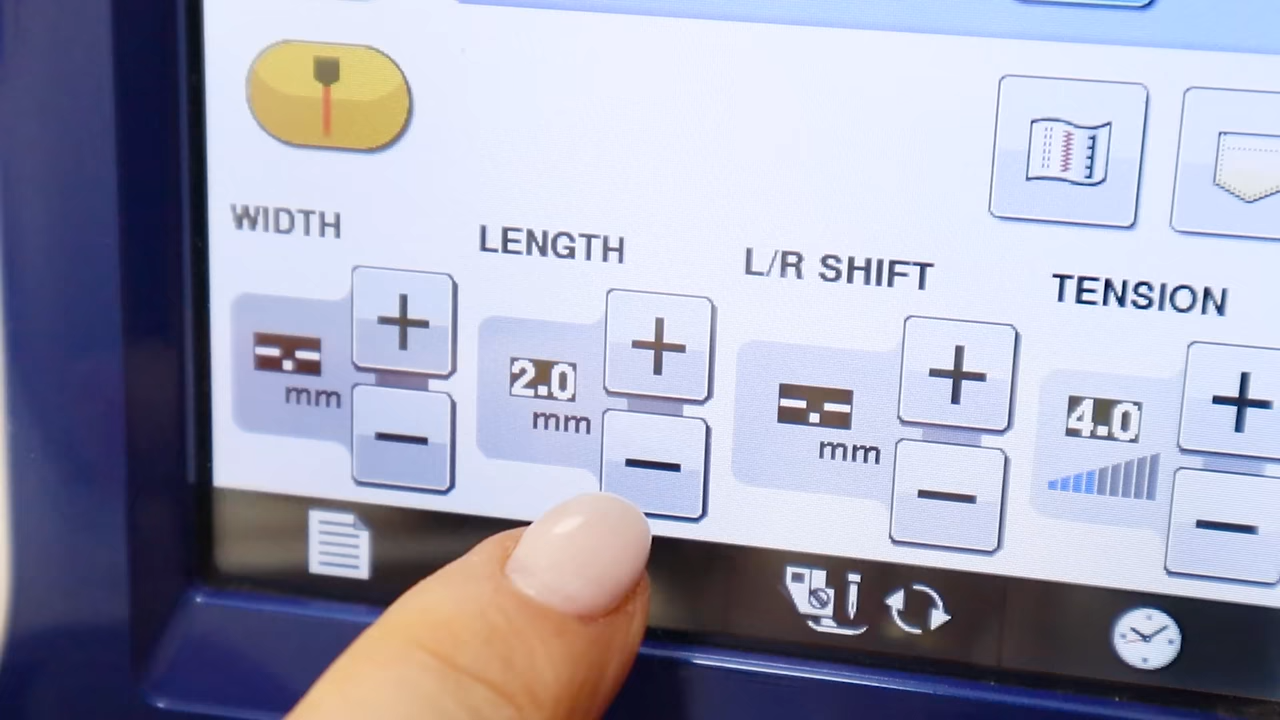 WIDTH
LENGTH
L/R SHIFT
TENSION
-.-
mm
2.0
mm
-.-
mm
4.0